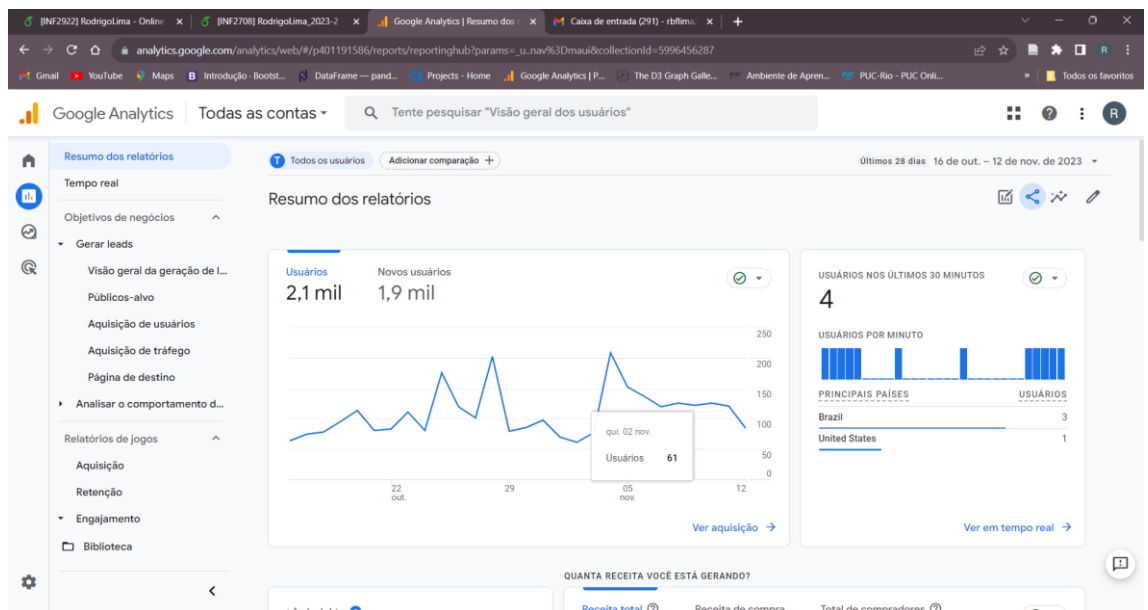 [INF2922] RodrigoLima - Online
[INF2708] RodrigoLima_2023-2
Google Analytics | Resumo dos r
Caixa de entrada (291) - rbflima
analytics.google.com/analytics/web/#/p401191586/reports/reportinghub?params=_u.nav%3Dmaui&collectionId=5996456287
R
Gmail
YouTube
Maps
Introdução · Bootst...
DataFrame — pand...
Projects - Home
Google Analytics | P...
The D3 Graph Galle...
Ambiente de Apren...
PUC-Rio - PUC Onli...
»
Todos os favoritos
Google Analytics
Todas as contas
Tente pesquisar "Visão geral dos usuários"
R
Resumo dos relatórios
Tempo real
Objetivos de negócios
Gerar leads
Visão geral da geração de l...
Públicos-alvo
Aquisição de usuários
Aquisição de tráfego
Página de destino
Analisar o comportamento d...
Relatórios de jogos
Aquisição
Retenção
Engajamento
Biblioteca
T Todos os usuários
Adicionar comparação +
Últimos 28 dias 16 de out. – 12 de nov. de 2023
Resumo dos relatórios
Usuários
2,1 mil
Novos usuários
1,9 mil
250
200
150
100
50
0
qui. 02 nov.
Usuários 61
22
out.
29
05
nov.
12
Ver aquisição →
USUÁRIOS NOS ÚLTIMOS 30 MINUTOS
4
USUÁRIOS POR MINUTO
PRINCIPAIS PAÍSES USUÁRIOS
Brazil 3
United States 1
Ver em tempo real →
QUANTA RECEITA VOCÊ ESTÁ GERANDO?
Receita total
Receita de compra
Total de compradores